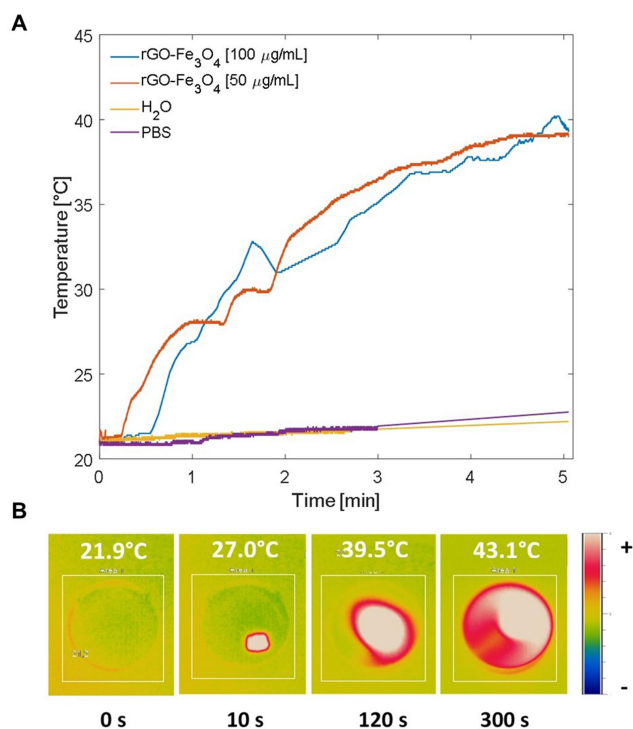 A
45
40
35
30
25
20
Temperature [°C]
rGO-Fe3O4 [100 μg/mL]
rGO-Fe3O4 [50 μg/mL]
H2O
PBS
0 1 2 3 4 5
Time [min]
B
21.9°C 27.0°C 39.5°C 43.1°C
+
-
0 s 10 s 120 s 300 s